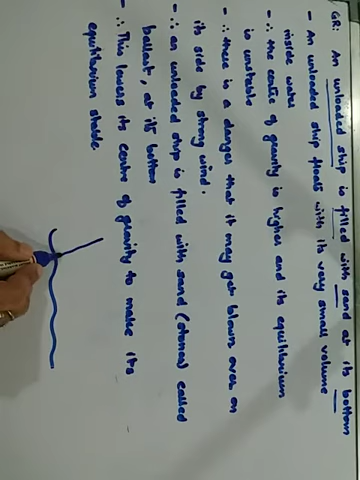 GR: An unloaded ship is filled with sand at its bottom
- An unloaded ship floats with its very small volume
inside water
- ∴ the centre of gravity is higher and its equilibrium
is unstable
- ∴ there is a danger that it may get blown over on
its side by strong wind.
- ∴ an unloaded ship is filled with sand (stones) called
ballast, at its bottom
- ∴ This lowers its centre of gravity to make its
equilibrium stable.